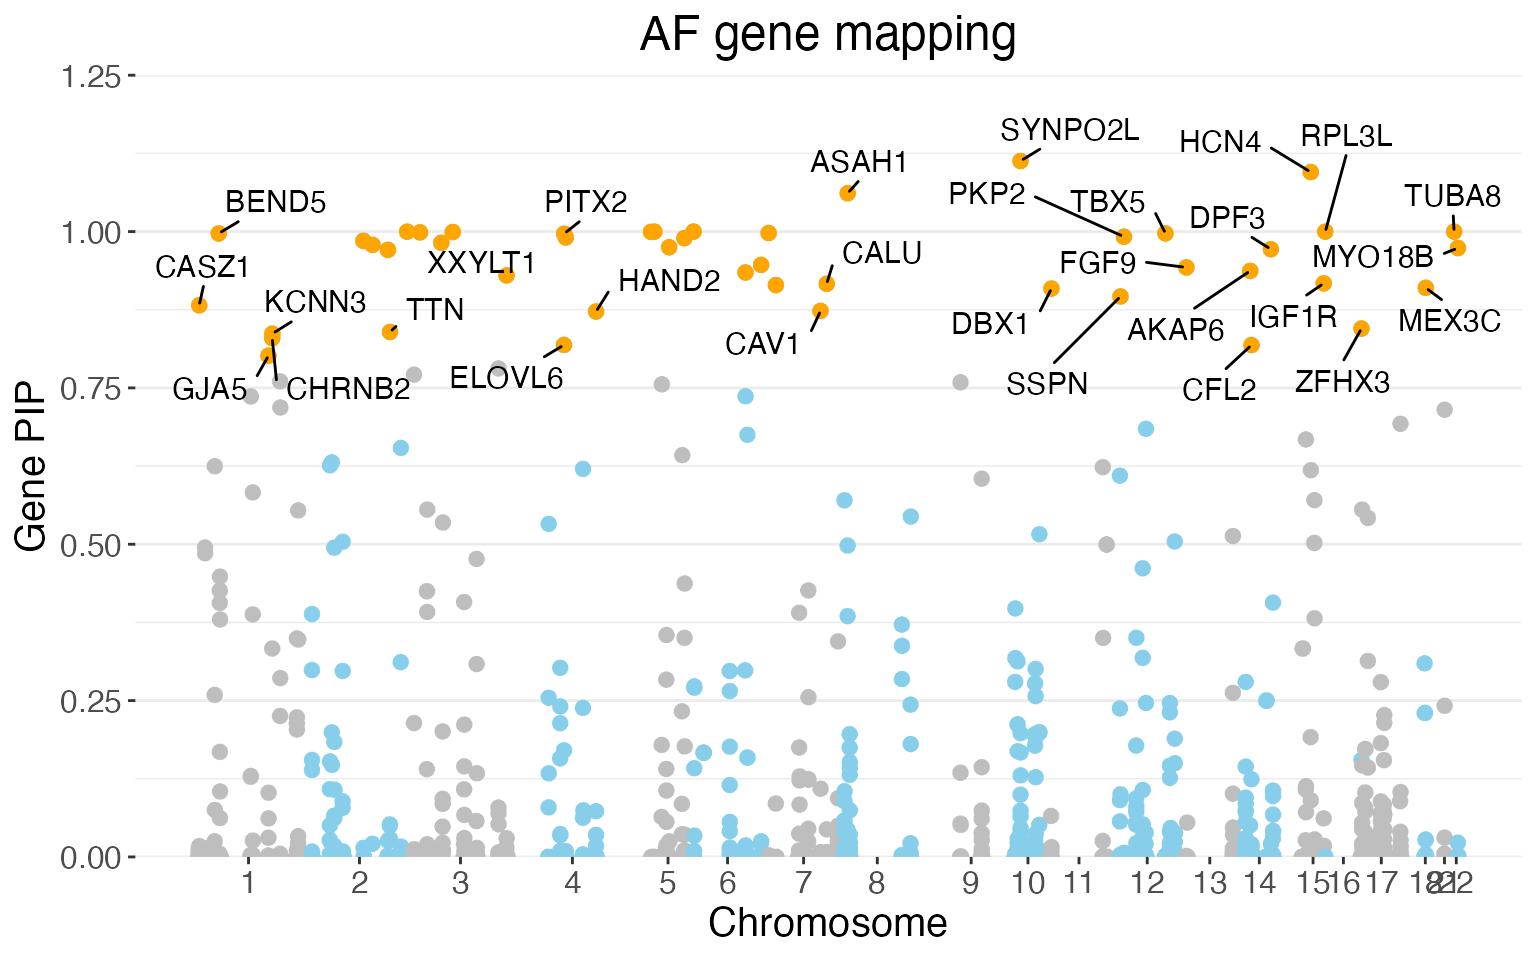 AF gene mapping
1.25
SYNPO2L
HCN4
RPL3L
ASAH1
PKP2
TBX5
TUBA8
BEND5
PITX2
DPF3
1.00
CALU
MYO18B
XXYLT1
FGF9
CASZ1
HAND2
KCNN3
TTN
DBX1
AKAP6
IGF1R
MEX3C
CAV1
ELOVL6
SSPN
CFL2
ZFHX3
GJA5
CHRNB2
0.75
Gene PIP
0.50
0.25
0.00
1 2 3 4 5 6 7 8 9 10 11 12 13 14 15 16 17 18 22
Chromosome